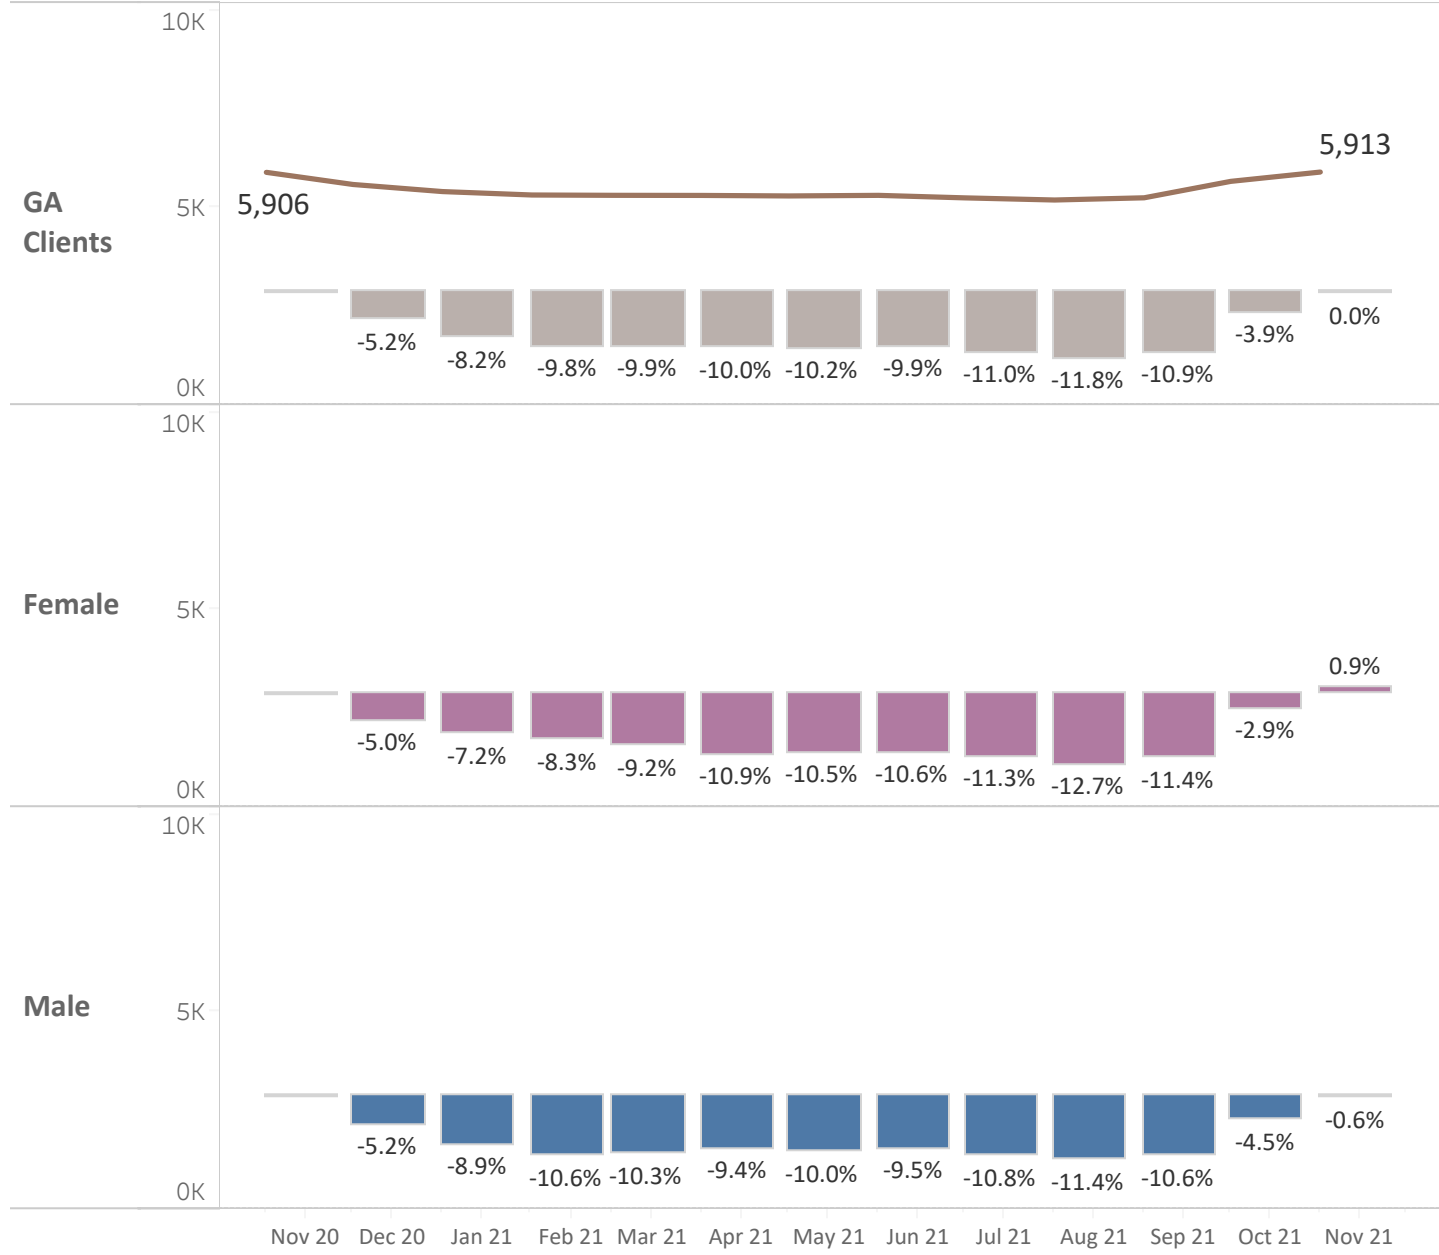 10K
5,913
GA
Clients
5K
5,906
0.0%
-5.2%
-3.9%
-8.2%
-9.8%
-9.9%
-10.0%
-10.2%
-9.9%
-11.0%
-11.8%
-10.9%
0K
10K
Female
5K
0.9%
-5.0%
-7.2%
-8.3%
-9.2%
-10.9%
-10.5%
-10.6%
-11.3%
-12.7%
-11.4%
-2.9%
0K
10K
Male
5K
-5.2%
-8.9%
-10.6%
-10.3%
-9.4%
-10.0%
-9.5%
-10.8%
-11.4%
-10.6%
-4.5%
-0.6%
0K
Nov 20
Dec 20
Jan 21
Feb 21
Mar 21
Apr 21
May 21
Jun 21
Jul 21
Aug 21
Sep 21
Oct 21
Nov 21